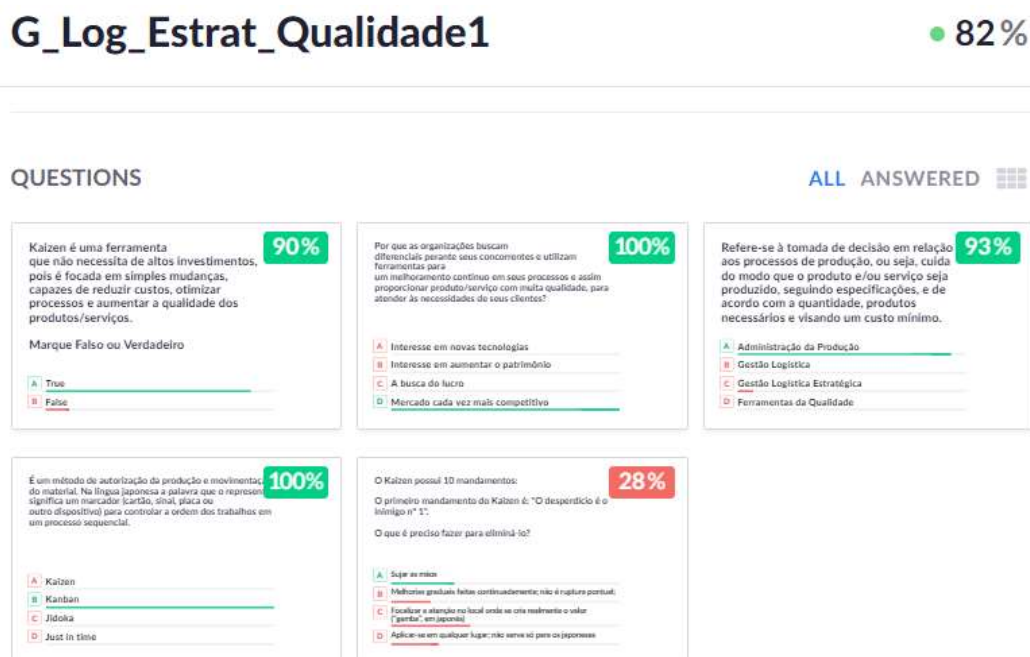 G_Log_Estrat_Qualidade1
82%
QUESTIONS
ALL ANSWERED
Kaizen é uma ferramenta
que não necessita de altos investimentos,
pois é focada em simples mudanças,
capazes de reduzir custos, otimizar
processos e aumentar a qualidade dos
produtos/serviços.
Marque Falso ou Verdadeiro
90%
A True
B False
Por que as organizações buscam
diferenciais perante seus concorrentes e utilizam
ferramentas para
um melhoramento contínuo em seus processos e assim
proporcionar produto/serviço com muita qualidade, para
atender às necessidades de seus clientes?
100%
A Interesse em novas tecnologias
B Interesse em aumentar o patrimônio
C A busca do lucro
D Mercado cada vez mais competitivo
Refere-se à tomada de decisão em relação
aos processos de produção, ou seja, cuida
do modo que o produto e/ou serviço seja
produzido, seguindo especificações, e de
acordo com a quantidade, produtos
necessários e visando um custo mínimo.
93%
A Administração da Produção
B Gestão Logística
C Gestão Logística Estratégica
D Ferramentas da Qualidade
É um método de autorização da produção e movimentaç
do material. Na língua japonesa a palavra que o represen
significa um marcador (cartão, sinal, placa ou
outro dispositivo) para controlar a ordem dos trabalhos em
um processo sequencial.
100%
A Kaizen
B Kanban
C Jidoka
D Just in time
O Kaizen possui 10 mandamentos:
O primeiro mandamento do Kaizen é: "O desperdício é o
inimigo nº 1".
O que é preciso fazer para eliminá-lo?
28%
A Sujar as mãos
B Melhorias graduais feitas continuadamente; não é ruptura pontual;
C Focalizar a atenção no local onde se cria realmente o valor
("gemba", em japonês)
D Aplicar-se em qualquer lugar; não serve só para os japoneses